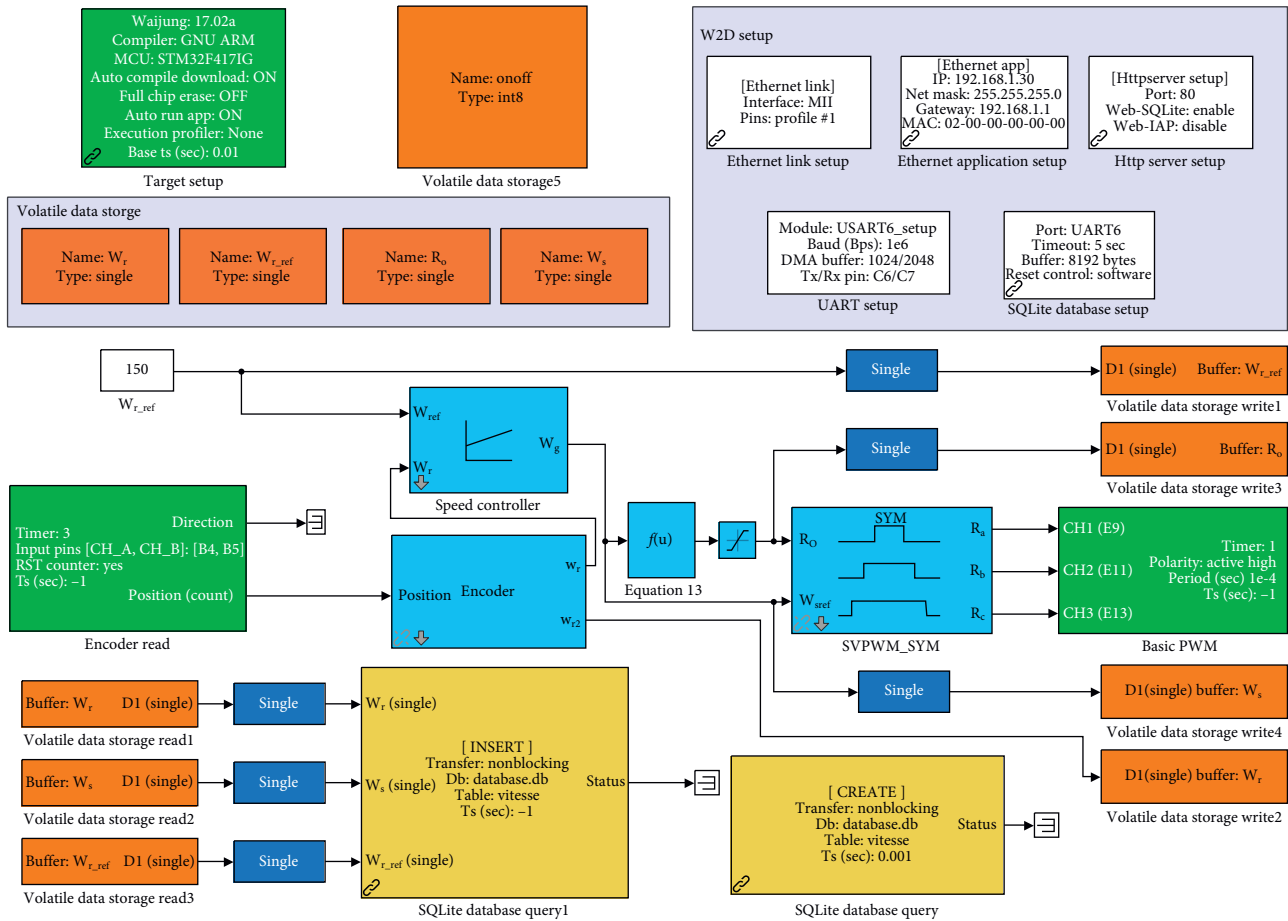 Waijung: 17.02a
Compiler: GNU ARM
MCU: STM32F417IG
Auto compile download: ON
Full chip erase: OFF
Auto run app: ON
Execution profiler: None
Base ts (sec): 0.01
Target setup
Name: onoff
Type: int8
Volatile data storage5
W2D setup
[Ethernet link]
Interface: MII
Pins: profile #1
Ethernet link setup
[Ethernet app]
IP: 192.168.1.30
Net mask: 255.255.255.0
Gateway: 192.168.1.1
MAC: 02-00-00-00-00-00
Ethernet application setup
[Httpserver setup]
Port: 80
Web-SQLite: enable
Web-IAP: disable
Http server setup
Module: USART6_setup
Baud (Bps): 1e6
DMA buffer: 1024/2048
Tx/Rx pin: C6/C7
UART setup
Port: UART6
Timeout: 5 sec
Buffer: 8192 bytes
Reset control: software
SQLite database setup
Volatile data storge
Name: Wr
Type: single
Name: Wr_ref
Type: single
Name: Ro
Type: single
Name: Ws
Type: single
150
Wr_ref
Single
D1 (single) Buffer: Wr_ref
Volatile data storage write1
Wref
Wr
Wg
Speed controller
Single
D1 (single) Buffer: Ro
Volatile data storage write3
Direction
Timer: 3
Input pins [CH_A, CH_B]: [B4, B5]
RST counter: yes
Ts (sec): –1
Position (count)
Encoder read
Position Encoder
wr
wr2
f(u)
Equation 13
SYM
RO
Wsref
Ra
Rb
Rc
SVPWM_SYM
CH1 (E9)
CH2 (E11)
CH3 (E13)
Timer: 1
Polarity: active high
Period (sec) 1e-4
Ts (sec): –1
Basic PWM
Single
D1(single) buffer: Ws
Volatile data storage write4
D1(single) buffer: Wr
Volatile data storage write2
Buffer: Wr D1 (single)
Volatile data storage read1
Single
Buffer: Ws D1 (single)
Volatile data storage read2
Single
Buffer: Wr_ref D1 (single)
Volatile data storage read3
Single
Wr (single)
Ws (single)
Wr_ref (single)
[ INSERT ]
Transfer: nonblocking
Db: database.db
Table: vitesse
Ts (sec): –1
Status
SQLite database query1
[ CREATE ]
Transfer: nonblocking
Db: database.db
Table: vitesse
Ts (sec): 0.001
Status
SQLite database query